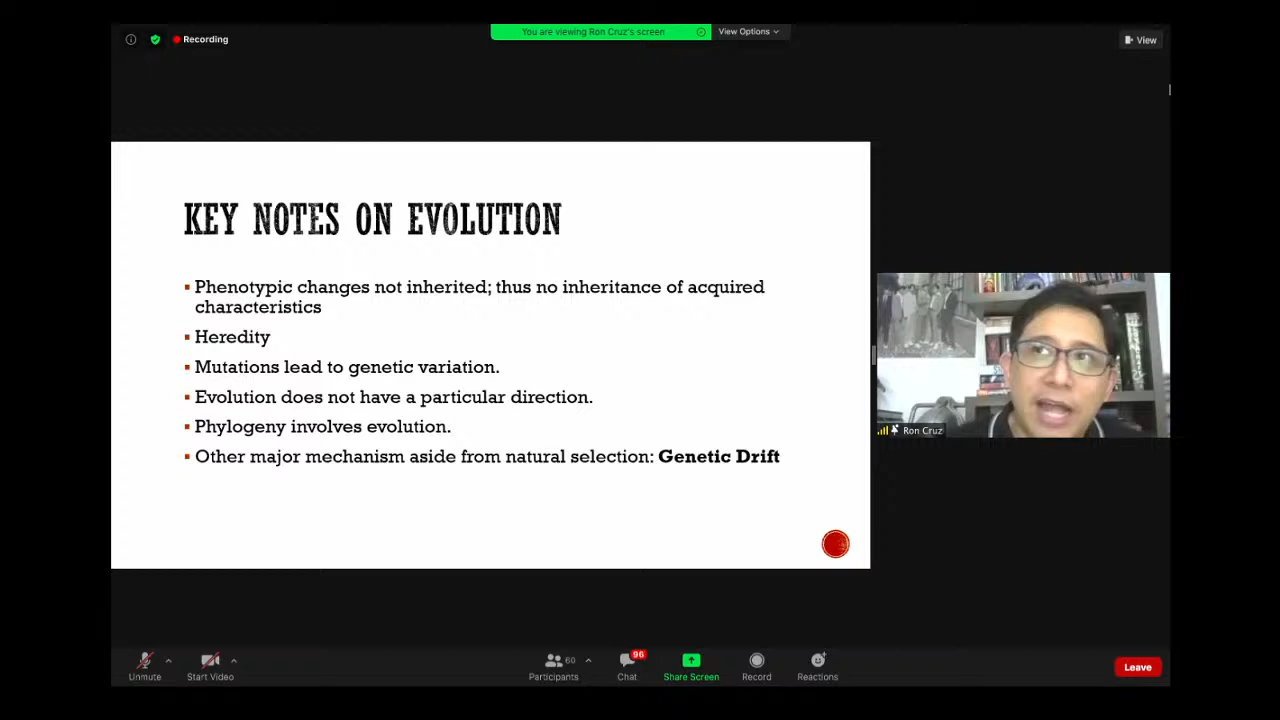 Recording
You are viewing Ron Cruz's screen
View Options
View
KEY NOTES ON EVOLUTION
▪ Phenotypic changes not inherited; thus no inheritance of acquired
characteristics
▪ Heredity
▪ Mutations lead to genetic variation.
▪ Evolution does not have a particular direction.
▪ Phylogeny involves evolution.
▪ Other major mechanism aside from natural selection: Genetic Drift
Ron Cruz
Unmute
Start Video
60
Participants
96
Chat
Share Screen
Record
Reactions
Leave